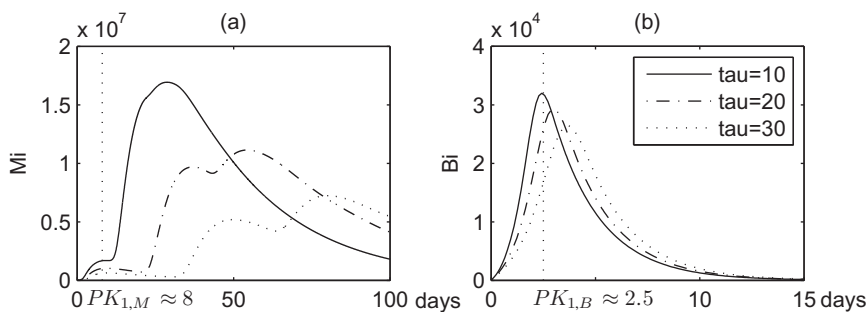 (a)
x 10^7
2
1.5
1
0.5
0
Mi
0
50
100
days
PK_{1,M} ≈ 8
(b)
x 10^4
4
3
2
1
0
Bi
tau=10
tau=20
tau=30
0
5
10
15
days
PK_{1,B} ≈ 2.5